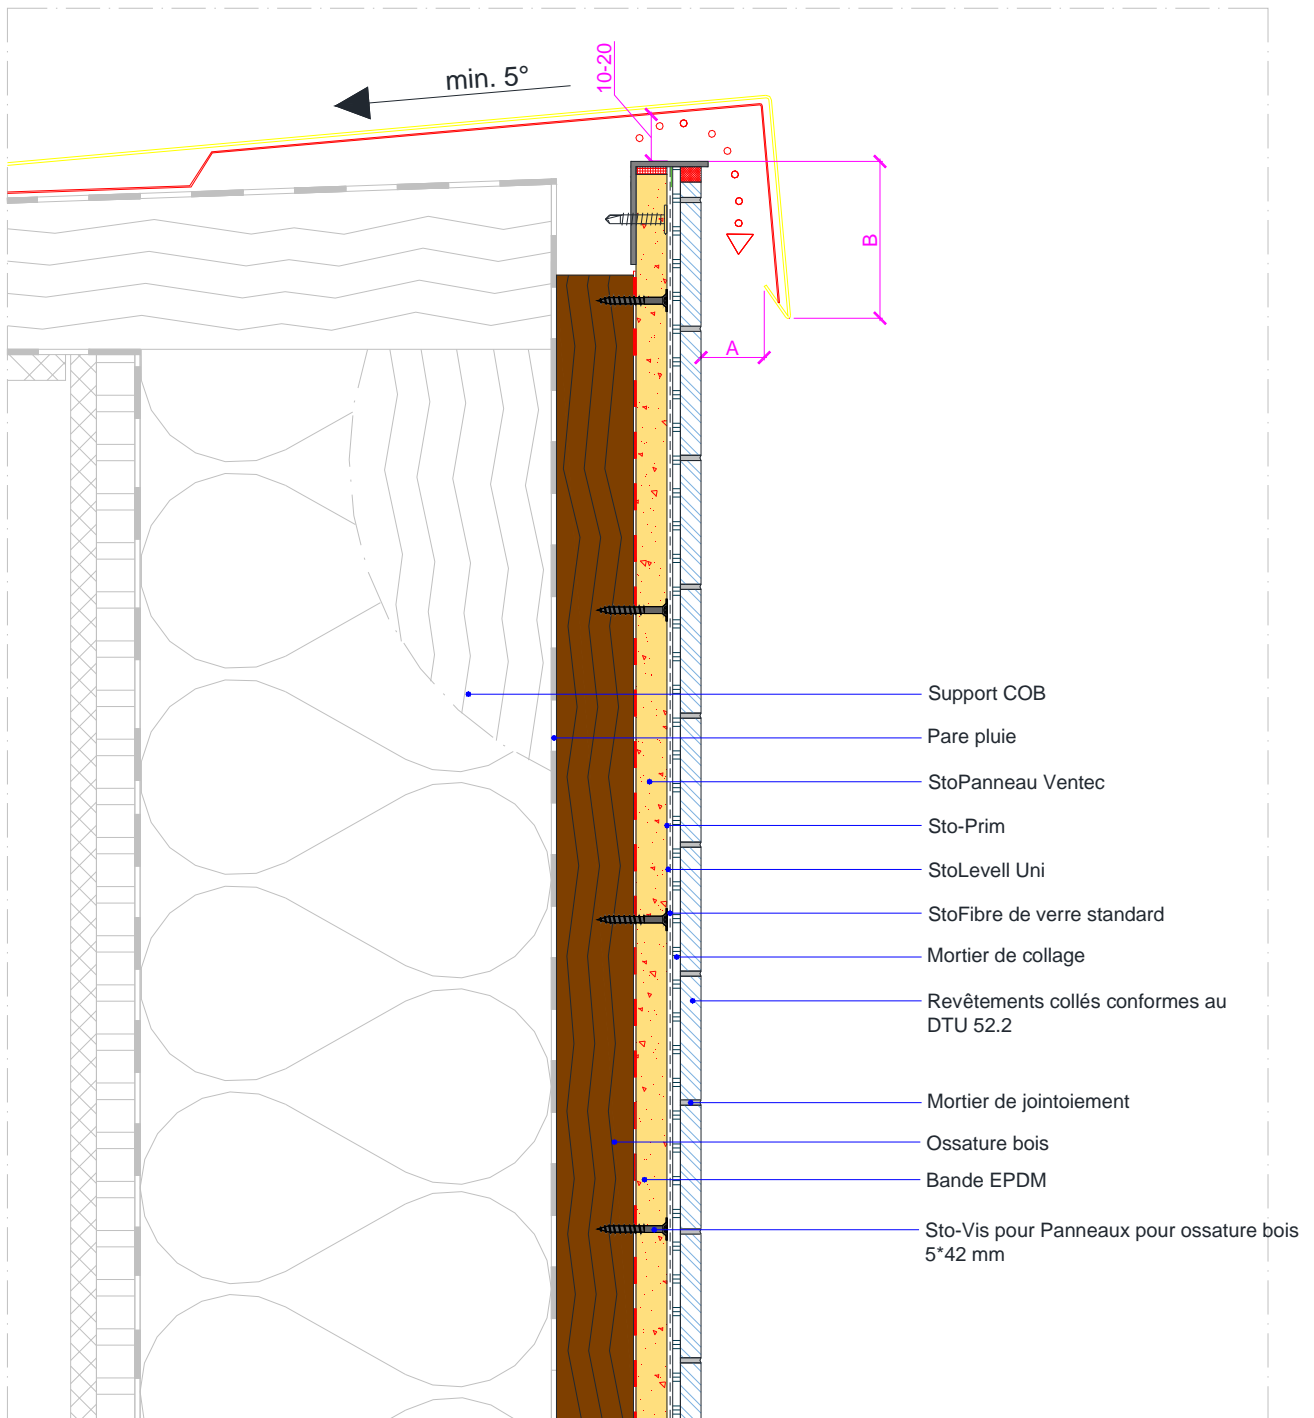 min. 5°
10-20
B
A
Support COB
Pare pluie
StoPanneau Ventec
Sto-Prim
StoLevell Uni
StoFibre de verre standard
Mortier de collage
Revêtements collés conformes au
DTU 52.2
Mortier de jointoiement
Ossature bois
Bande EPDM
Sto-Vis pour Panneaux pour ossature bois
5*42 mm